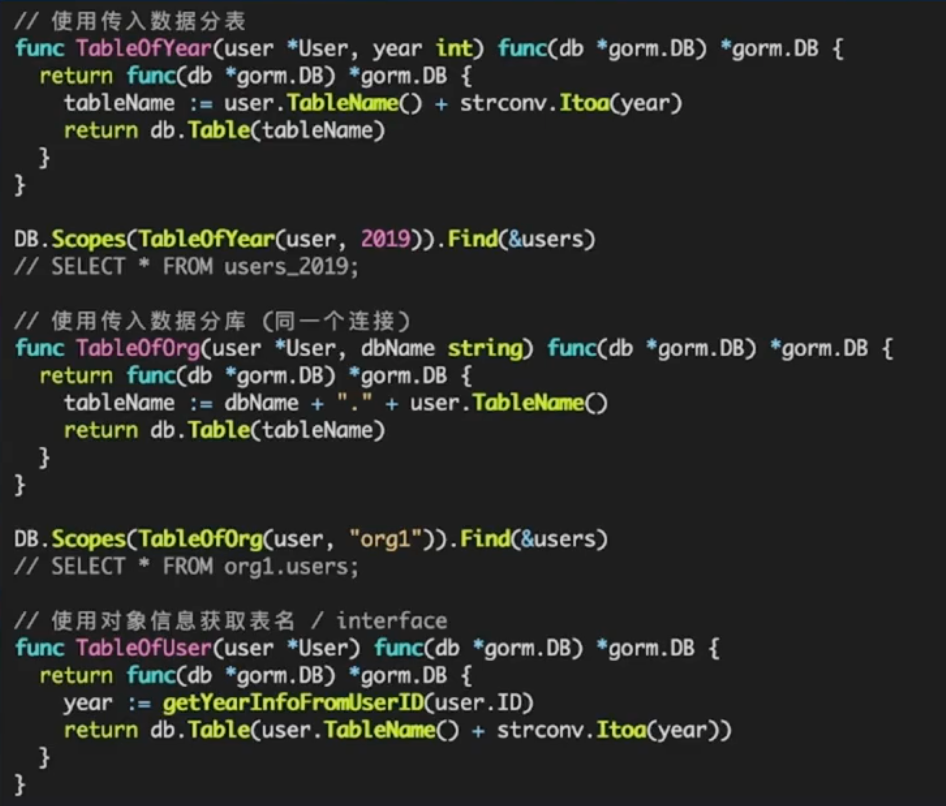 // 使用传入数据分表
func TableOfYear(user *User, year int) func(db *gorm.DB) *gorm.DB {
  return func(db *gorm.DB) *gorm.DB {
    tableName := user.TableName() + strconv.Itoa(year)
    return db.Table(tableName)
  }
}

DB.Scopes(TableOfYear(user, 2019)).Find(&users)
// SELECT * FROM users_2019;

// 使用传入数据分库 (同一个连接)
func TableOfOrg(user *User, dbName string) func(db *gorm.DB) *gorm.DB {
  return func(db *gorm.DB) *gorm.DB {
    tableName := dbName + "." + user.TableName()
    return db.Table(tableName)
  }
}

DB.Scopes(TableOfOrg(user, "org1")).Find(&users)
// SELECT * FROM org1.users;

// 使用对象信息获取表名 / interface
func TableOfUser(user *User) func(db *gorm.DB) *gorm.DB {
  return func(db *gorm.DB) *gorm.DB {
    year := getYearInfoFromUserID(user.ID)
    return db.Table(user.TableName() + strconv.Itoa(year))
  }
}